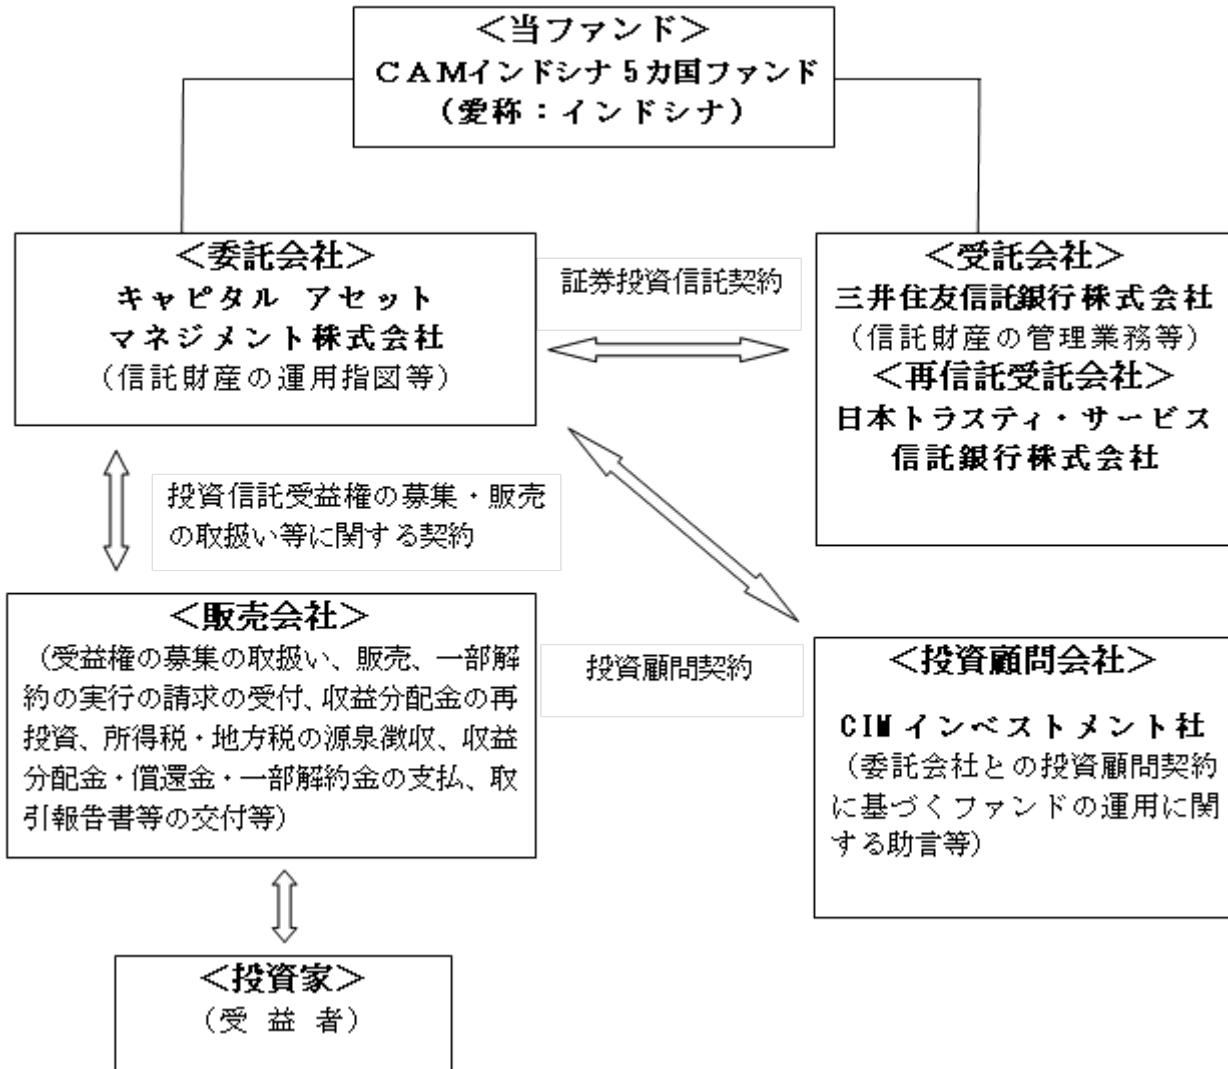 ＜当ファンド＞
ＣＡＭインドシナ５カ国ファンド
（愛称：インドシナ）
＜委託会社＞
キャピタル アセット
マネジメント株式会社
（信託財産の運用指図等）
証券投資信託契約
＜受託会社＞
三井住友信託銀行株式会社
（信託財産の管理業務等）
＜再信託受託会社＞
日本トラスティ・サービス
信託銀行株式会社
投資信託受益権の募集・販売
の取扱い等に関する契約
＜販売会社＞
（受益権の募集の取扱い、販売、一部解
約の実行の請求の受付、収益分配金の再
投資、所得税・地方税の源泉徴収、収益
分配金・償還金・一部解約金の支払、取
引報告書等の交付等）
投資顧問契約
＜投資顧問会社＞
CIM インベストメント社
（委託会社との投資顧問契約
に基づくファンドの運用に関
する助言等）
＜投資家＞
（受 益 者）